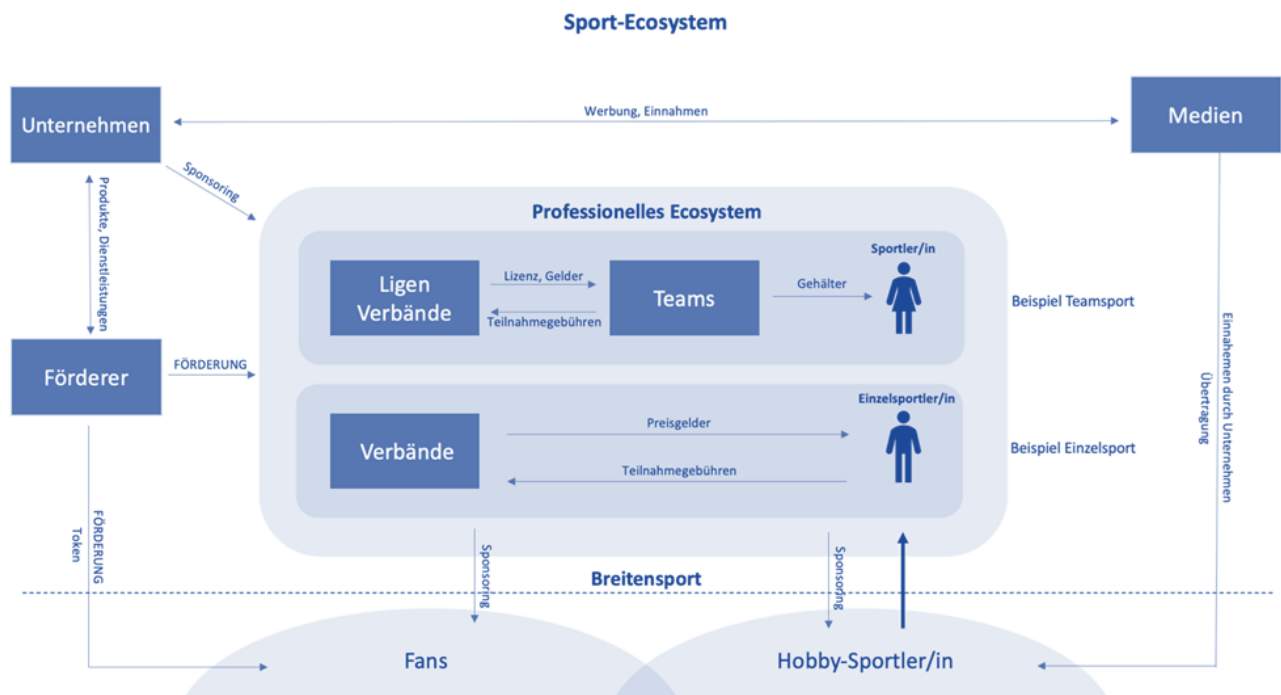 Sport-Ecosystem
Unternehmen
Werbung, Einnahmen
Medien
Sponsoring
Produkte, Dienstleistungen
Professionelles Ecosystem
Sportler/in
Ligen
Verbände
Lizenz, Gelder
Teilnahmegebühren
Teams
Gehälter
Beispiel Teamsport
Förderer
FÖRDERUNG
Einzelsportler/in
Verbände
Preisgelder
Teilnahmegebühren
Beispiel Einzelsport
Einnahemen durch Unternehmen
Übertragung
FÖRDERUNG
Token
Sponsoring
Sponsoring
Breitensport
Fans
Hobby-Sportler/in